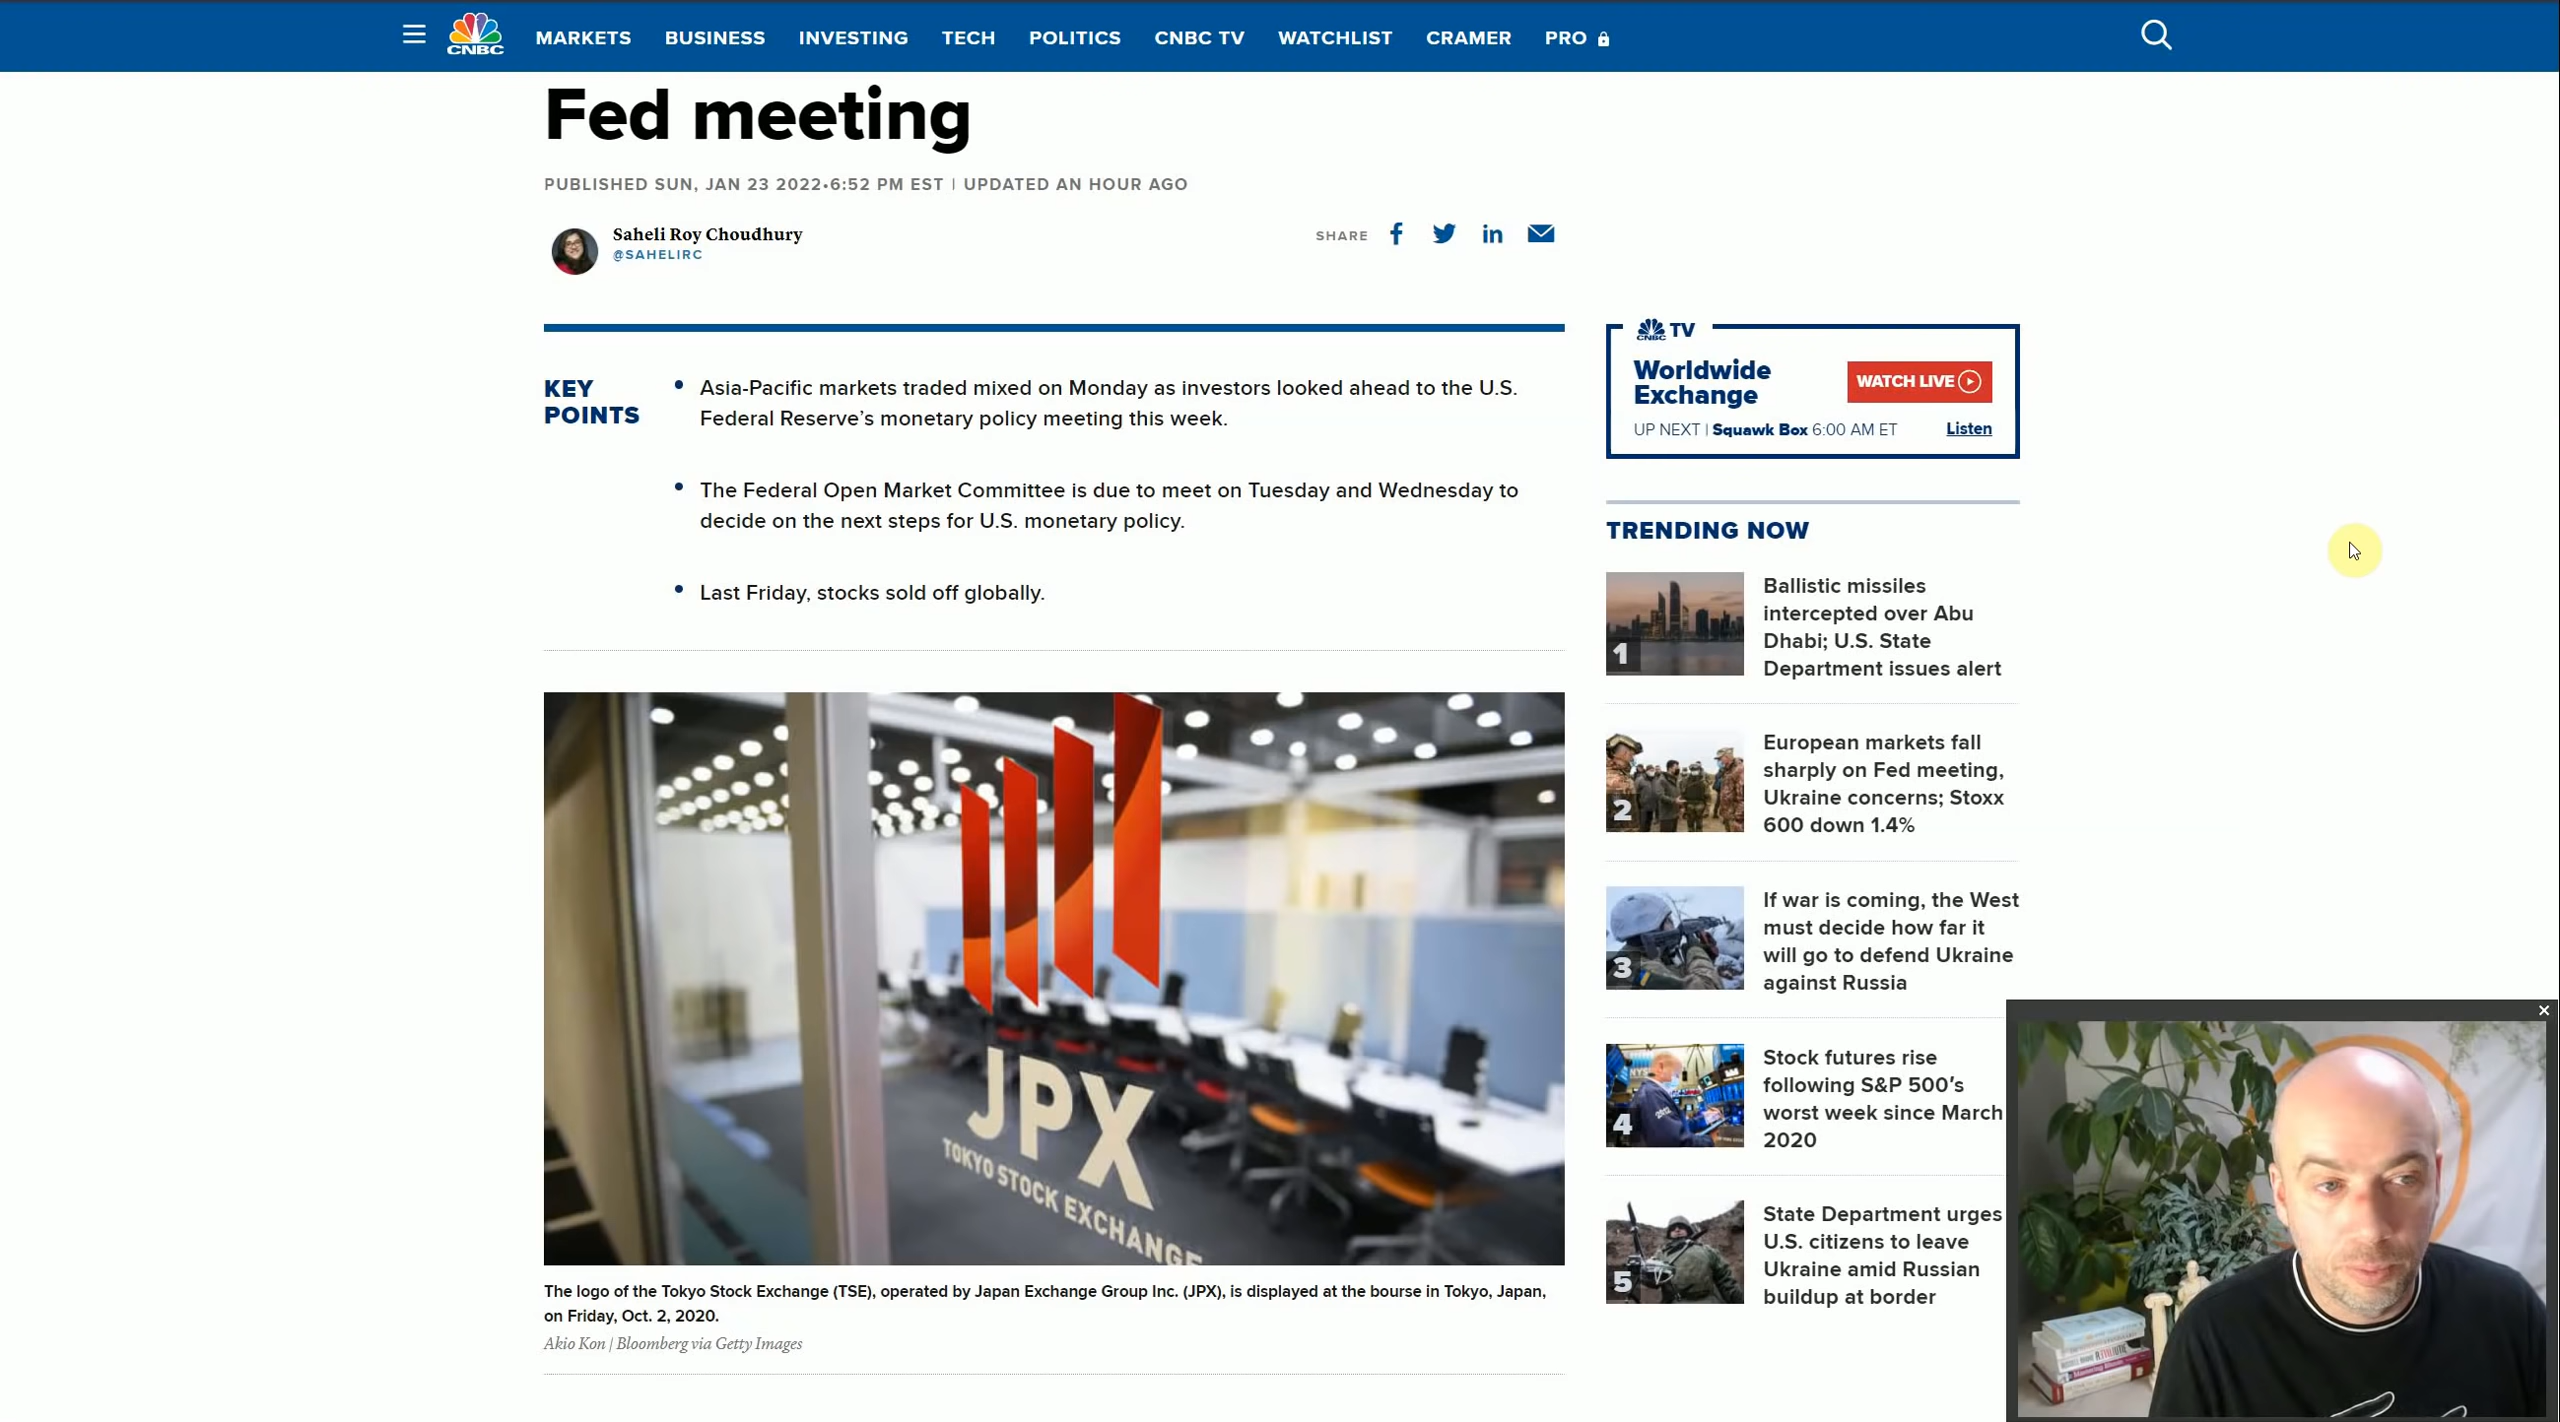 CNBC
MARKETS
BUSINESS
INVESTING
TECH
POLITICS
CNBC TV
WATCHLIST
CRAMER
PRO
Fed meeting
PUBLISHED SUN, JAN 23 2022•6:52 PM EST | UPDATED AN HOUR AGO
Saheli Roy Choudhury
@SAHELIRC
SHARE
KEY
POINTS
Asia-Pacific markets traded mixed on Monday as investors looked ahead to the U.S.
Federal Reserve’s monetary policy meeting this week.
The Federal Open Market Committee is due to meet on Tuesday and Wednesday to
decide on the next steps for U.S. monetary policy.
Last Friday, stocks sold off globally.
JPX
TOKYO STOCK EXCHANGE
The logo of the Tokyo Stock Exchange (TSE), operated by Japan Exchange Group Inc. (JPX), is displayed at the bourse in Tokyo, Japan,
on Friday, Oct. 2, 2020.
Akio Kon | Bloomberg via Getty Images
CNBC TV
Worldwide
Exchange
WATCH LIVE
UP NEXT | Squawk Box 6:00 AM ET
Listen
TRENDING NOW
1
Ballistic missiles
intercepted over Abu
Dhabi; U.S. State
Department issues alert
2
European markets fall
sharply on Fed meeting,
Ukraine concerns; Stoxx
600 down 1.4%
3
If war is coming, the West
must decide how far it
will go to defend Ukraine
against Russia
4
Stock futures rise
following S&P 500's
worst week since March
2020
5
State Department urges
U.S. citizens to leave
Ukraine amid Russian
buildup at border